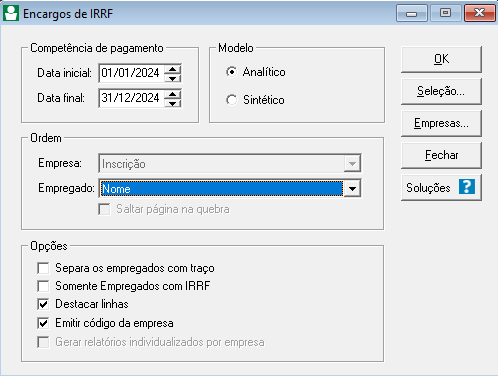 Encargos de IRRF
Competência de pagamento
Data inicial: 01/01/2024
Data final: 31/12/2024
Modelo
Analítico
Sintético
OK
Seleção...
Empresas...
Fechar
Soluções ?
Ordem
Empresa: Inscrição
Empregado: Nome
Saltar página na quebra
Opções
Separa os empregados com traço
Somente Empregados com IRRF
Destacar linhas
Emitir código da empresa
Gerar relatórios individualizados por empresa